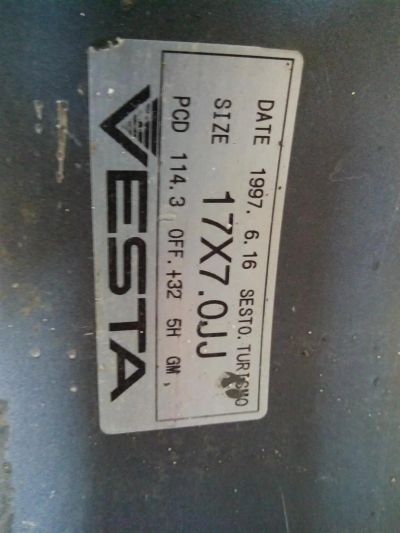 DATE 1997. 6.16 SESTO.TURISMO
SIZE 17X7.0JJ
PCD 114.3 OFF.+32 5H GM,
VESTA